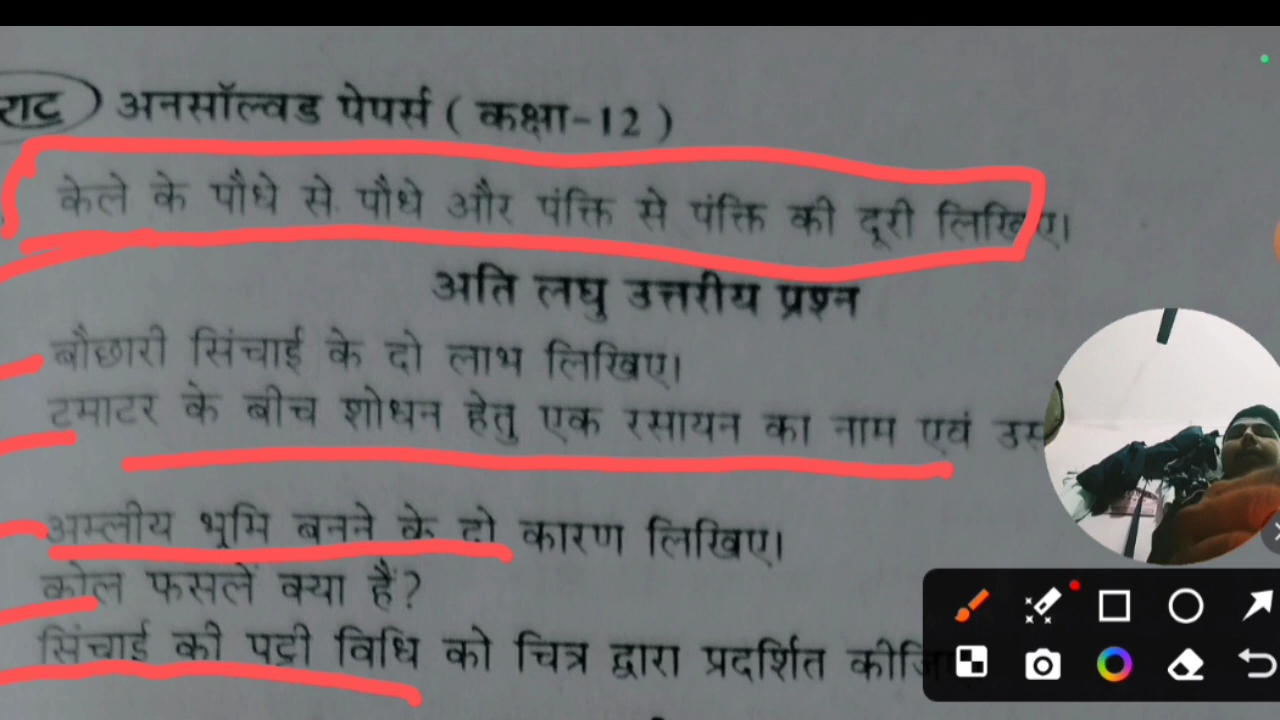 राट अनसॉल्वड पेपर्स ( कक्षा-12 )
केले के पौधे से पौधे और पंक्ति से पंक्ति की दूरी लिखिए।
अति लघु उत्तरीय प्रश्न
बौछारी सिंचाई के दो लाभ लिखिए।
टमाटर के बीच शोधन हेतु एक रसायन का नाम एवं
अम्लीय भूमि बनने के दो कारण लिखिए।
कोल फसलें क्या हैं?
सिंचाई की पट्टी विधि को चित्र द्वारा प्रदर्शित